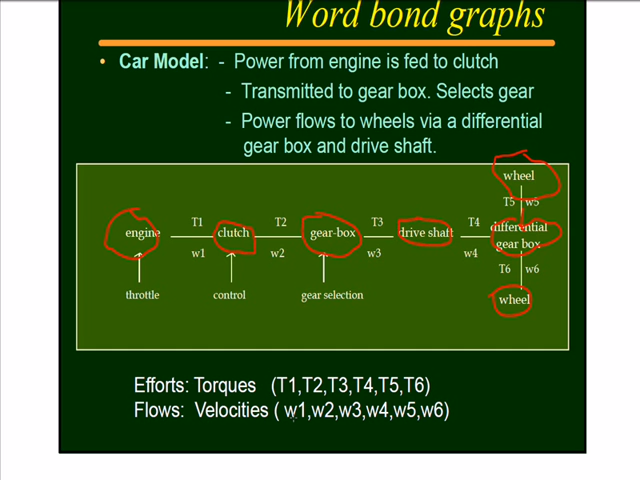 Word bond graphs
• Car Model: - Power from engine is fed to clutch
- Transmitted to gear box. Selects gear
- Power flows to wheels via a differential
gear box and drive shaft.
wheel
T5 w5
T1 T2 T3 T4
engine clutch gear-box drive shaft differential
gear box
w1 w2 w3 w4
T6 w6
throttle control gear selection wheel
Efforts: Torques (T1,T2,T3,T4,T5,T6)
Flows: Velocities ( w1,w2,w3,w4,w5,w6)